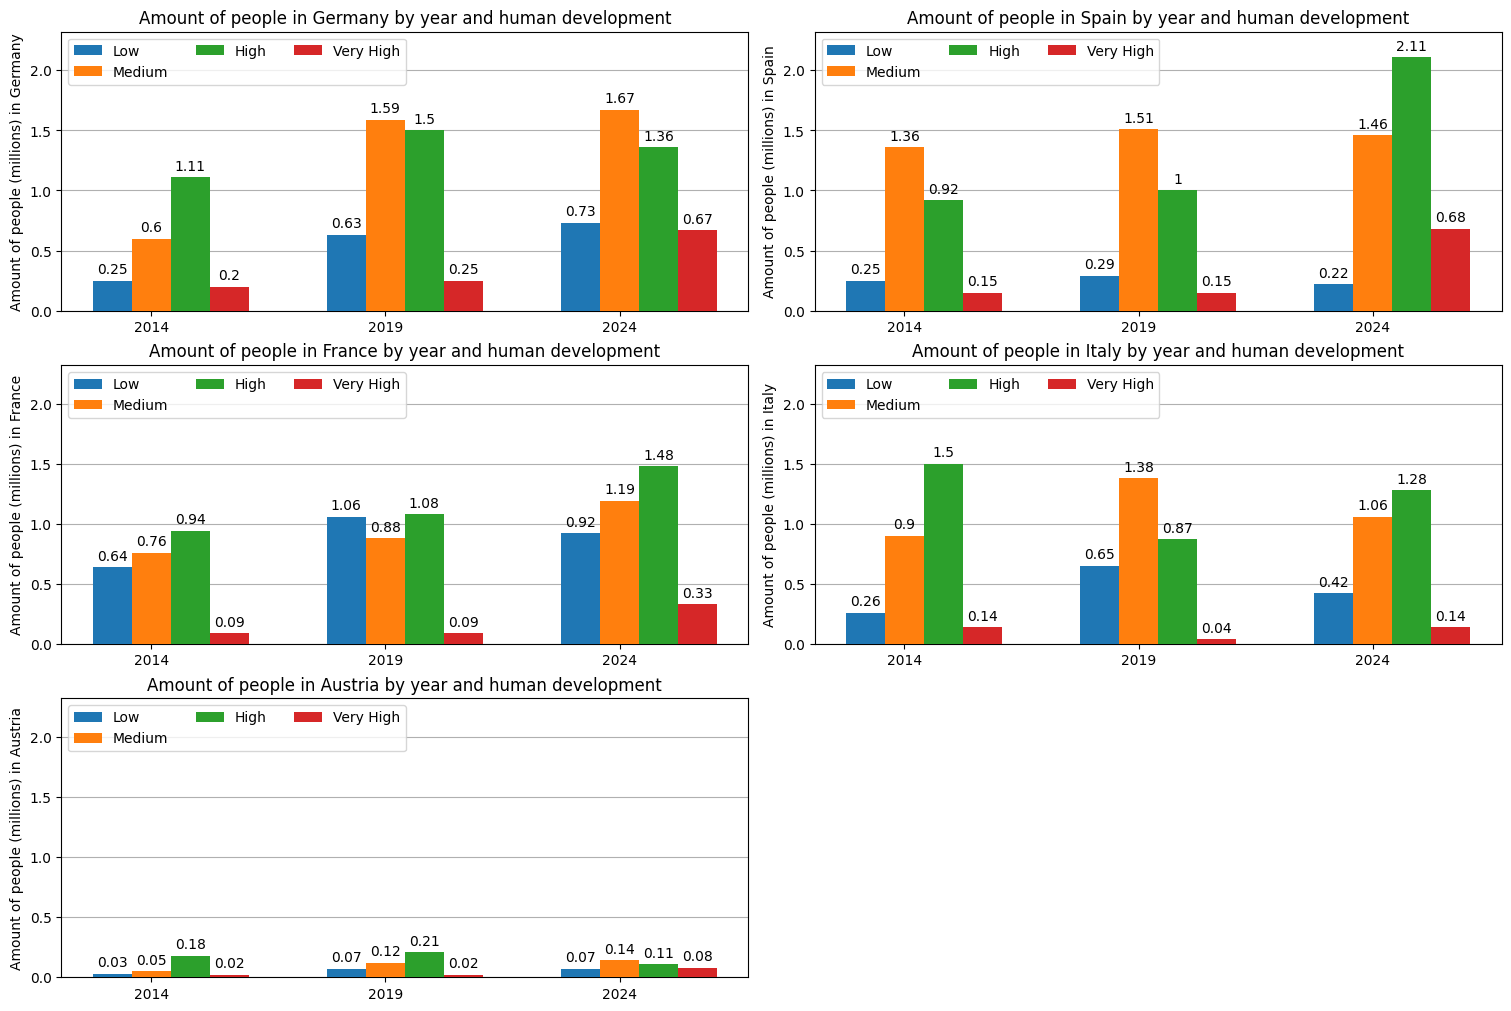 Amount of people in Germany by year and human development
Amount of people (millions) in Germany
Low High Very High
Medium
2.0
1.5
1.0
0.5
0.0
0.25 0.6 1.11 0.2
0.63 1.59 1.5 0.25
0.73 1.67 1.36 0.67
2014 2019 2024
Amount of people in Spain by year and human development
Amount of people (millions) in Spain
Low High Very High
Medium
2.0
1.5
1.0
0.5
0.0
0.25 1.36 0.92 0.15
0.29 1.51 1 0.15
0.22 1.46 2.11 0.68
2014 2019 2024
Amount of people in France by year and human development
Amount of people (millions) in France
Low High Very High
Medium
2.0
1.5
1.0
0.5
0.0
0.64 0.76 0.94 0.09
1.06 0.88 1.08 0.09
0.92 1.19 1.48 0.33
2014 2019 2024
Amount of people in Italy by year and human development
Amount of people (millions) in Italy
Low High Very High
Medium
2.0
1.5
1.0
0.5
0.0
0.26 0.9 1.5 0.14
0.65 1.38 0.87 0.04
0.42 1.06 1.28 0.14
2014 2019 2024
Amount of people in Austria by year and human development
Amount of people (millions) in Austria
Low High Very High
Medium
2.0
1.5
1.0
0.5
0.0
0.03 0.05 0.18 0.02
0.07 0.12 0.21 0.02
0.07 0.14 0.11 0.08
2014 2019 2024